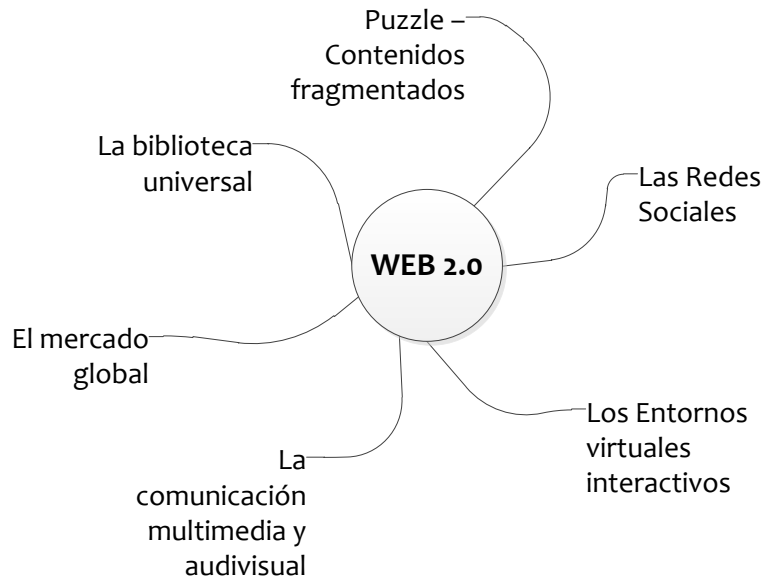 Puzzle –
Contenidos
fragmentados
La biblioteca
universal
Las Redes
Sociales
WEB 2.0
El mercado
global
Los Entornos
virtuales
interactivos
La
comunicación
multimedia y
audivisual